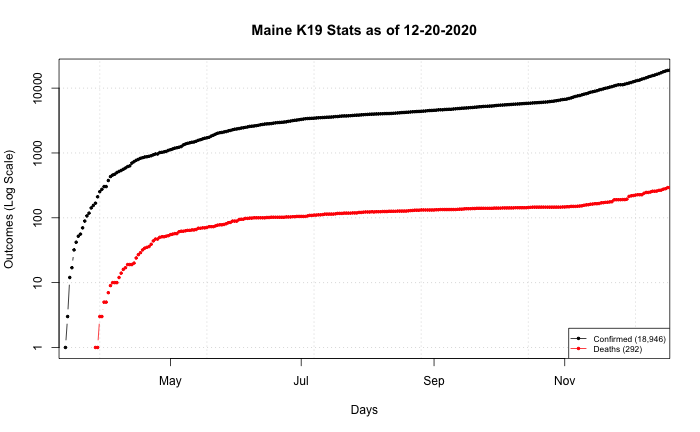 Maine K19 Stats as of 12-20-2020
Outcomes (Log Scale)
10000
1000
100
10
1
May
Jul
Sep
Nov
Days
Confirmed (18,946)
Deaths (292)